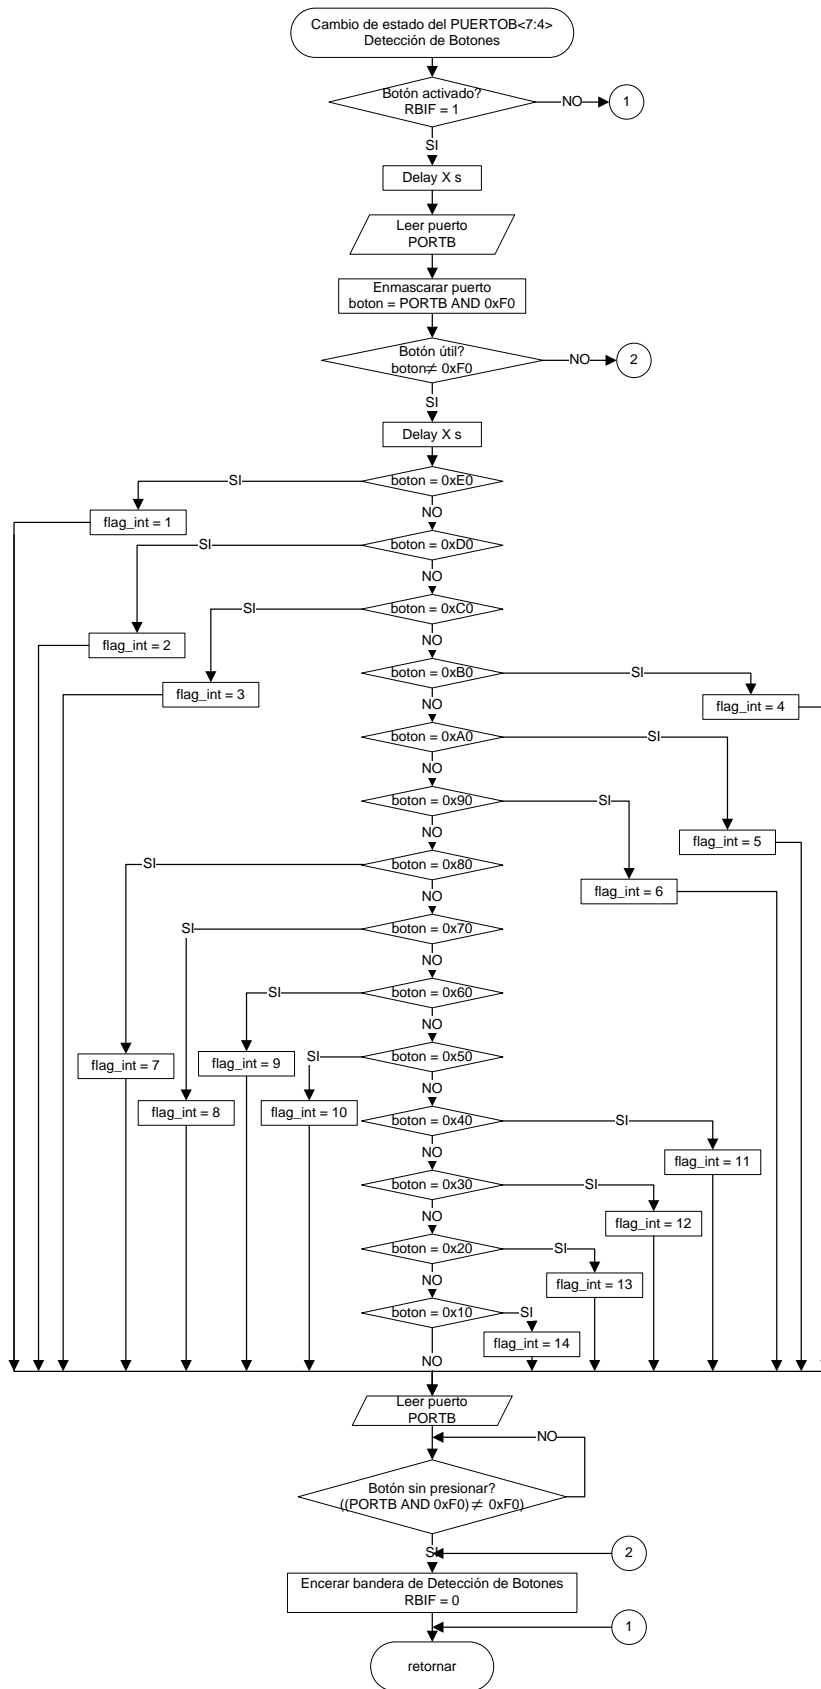 Cambio de estado del PUERTOB<7:4>
Detección de Botones
Botón activado?
RBIF = 1
NO
1
SI
Delay X s
Leer puerto
PORTB
Enmascarar puerto
boton = PORTB AND 0xF0
Botón útil?
boton≠ 0xF0
NO
2
SI
Delay X s
boton = 0xE0
SI
NO
flag_int = 1
boton = 0xD0
SI
NO
flag_int = 2
boton = 0xC0
SI
NO
flag_int = 3
boton = 0xB0
SI
NO
flag_int = 4
boton = 0xA0
SI
NO
flag_int = 5
boton = 0x90
SI
NO
flag_int = 6
boton = 0x80
SI
NO
flag_int = 7
boton = 0x70
SI
NO
flag_int = 8
boton = 0x60
SI
NO
flag_int = 9
boton = 0x50
SI
NO
flag_int = 10
boton = 0x40
SI
NO
flag_int = 11
boton = 0x30
SI
NO
flag_int = 12
boton = 0x20
SI
NO
flag_int = 13
boton = 0x10
SI
NO
flag_int = 14
Leer puerto
PORTB
NO
Botón sin presionar?
((PORTB AND 0xF0) ≠ 0xF0)
SI
2
Encerar bandera de Detección de Botones
RBIF = 0
1
retornar